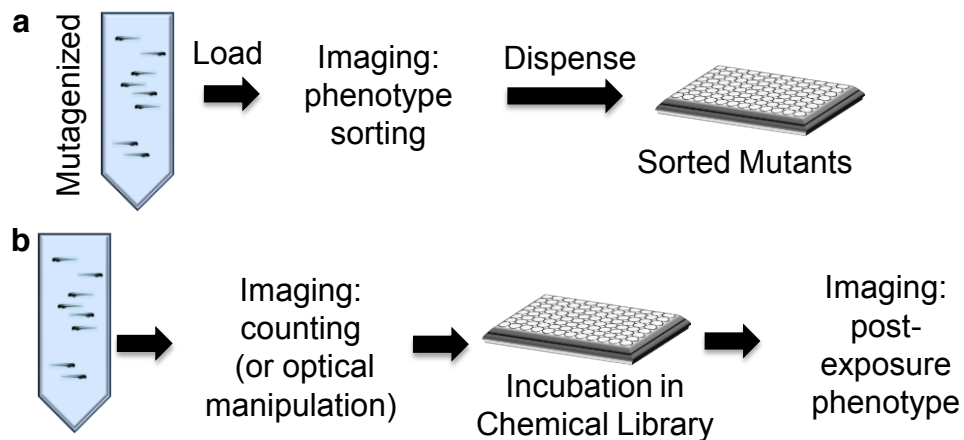 a
Mutagenized
Load
Imaging:
phenotype
sorting
Dispense
Sorted Mutants
b
Imaging:
counting
(or optical
manipulation)
Incubation in
Chemical Library
Imaging:
post-
exposure
phenotype